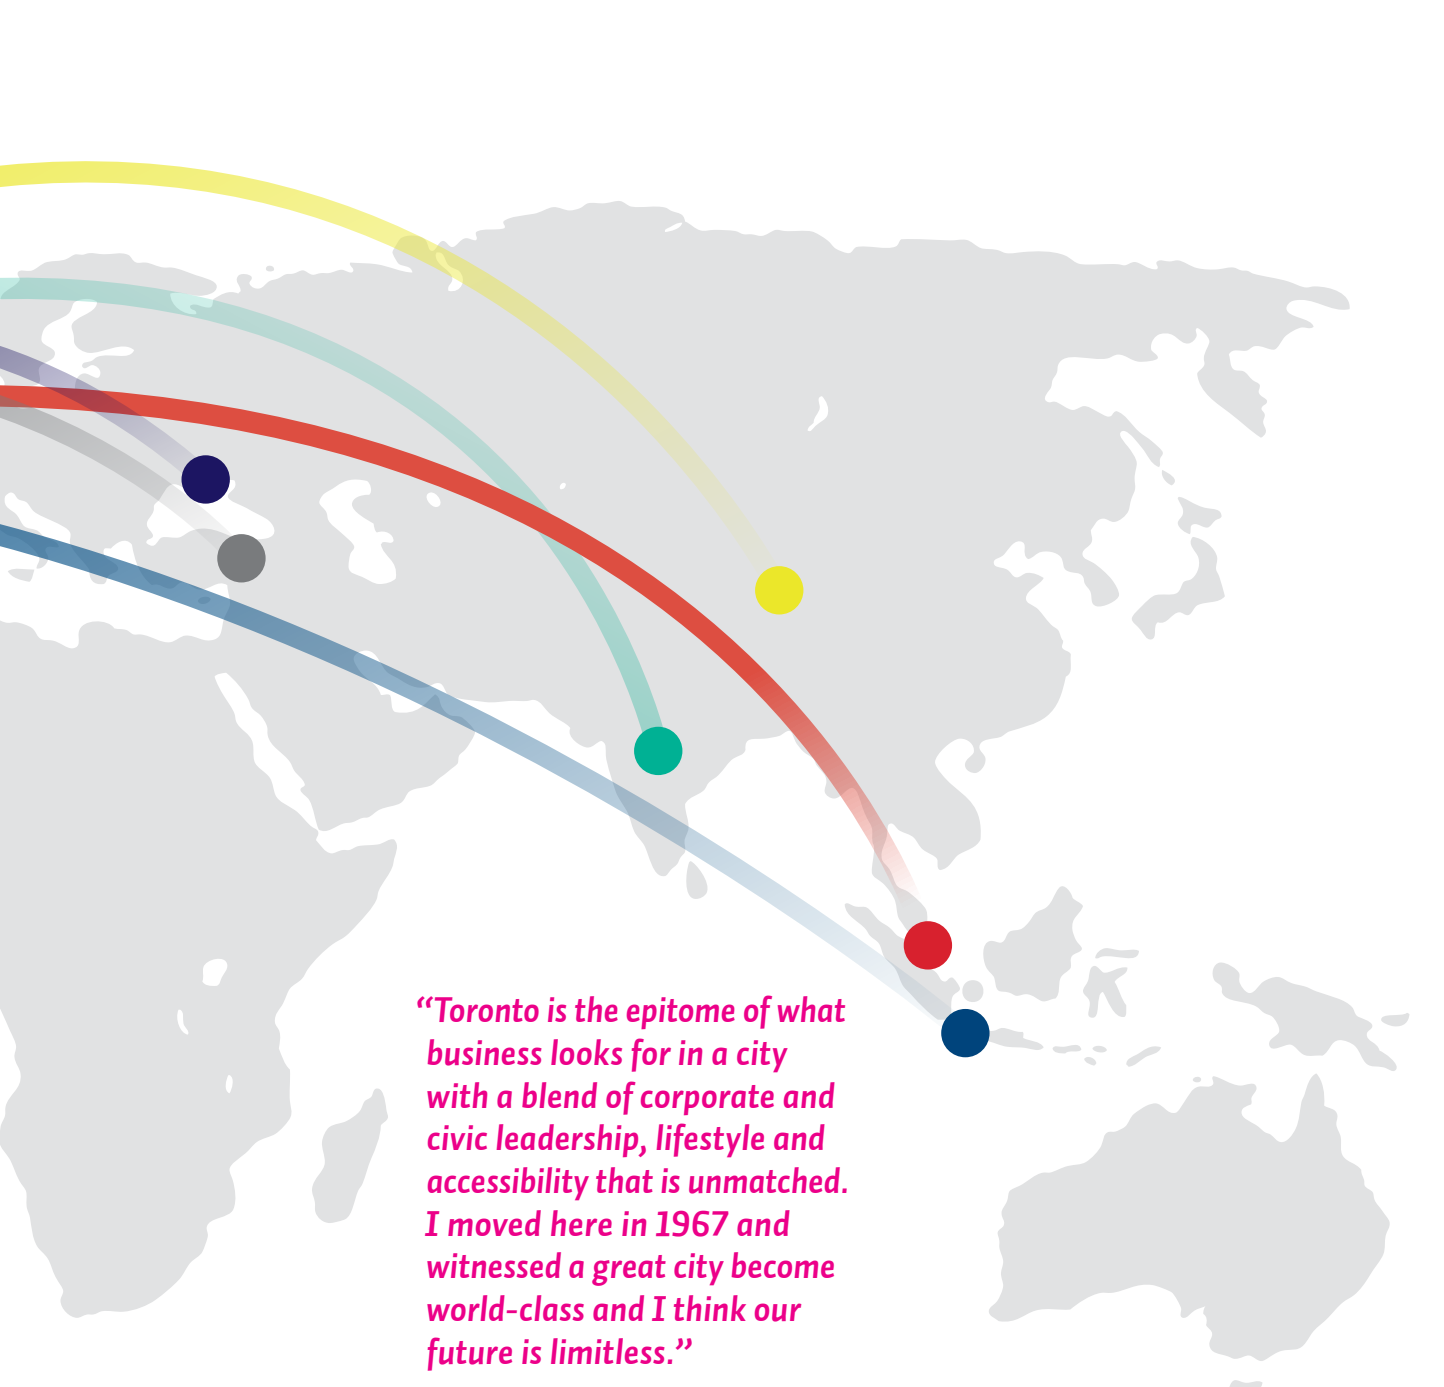 “Toronto is the epitome of what
business looks for in a city
with a blend of corporate and
civic leadership, lifestyle and
accessibility that is unmatched.
I moved here in 1967 and
witnessed a great city become
world-class and I think our
future is limitless.”